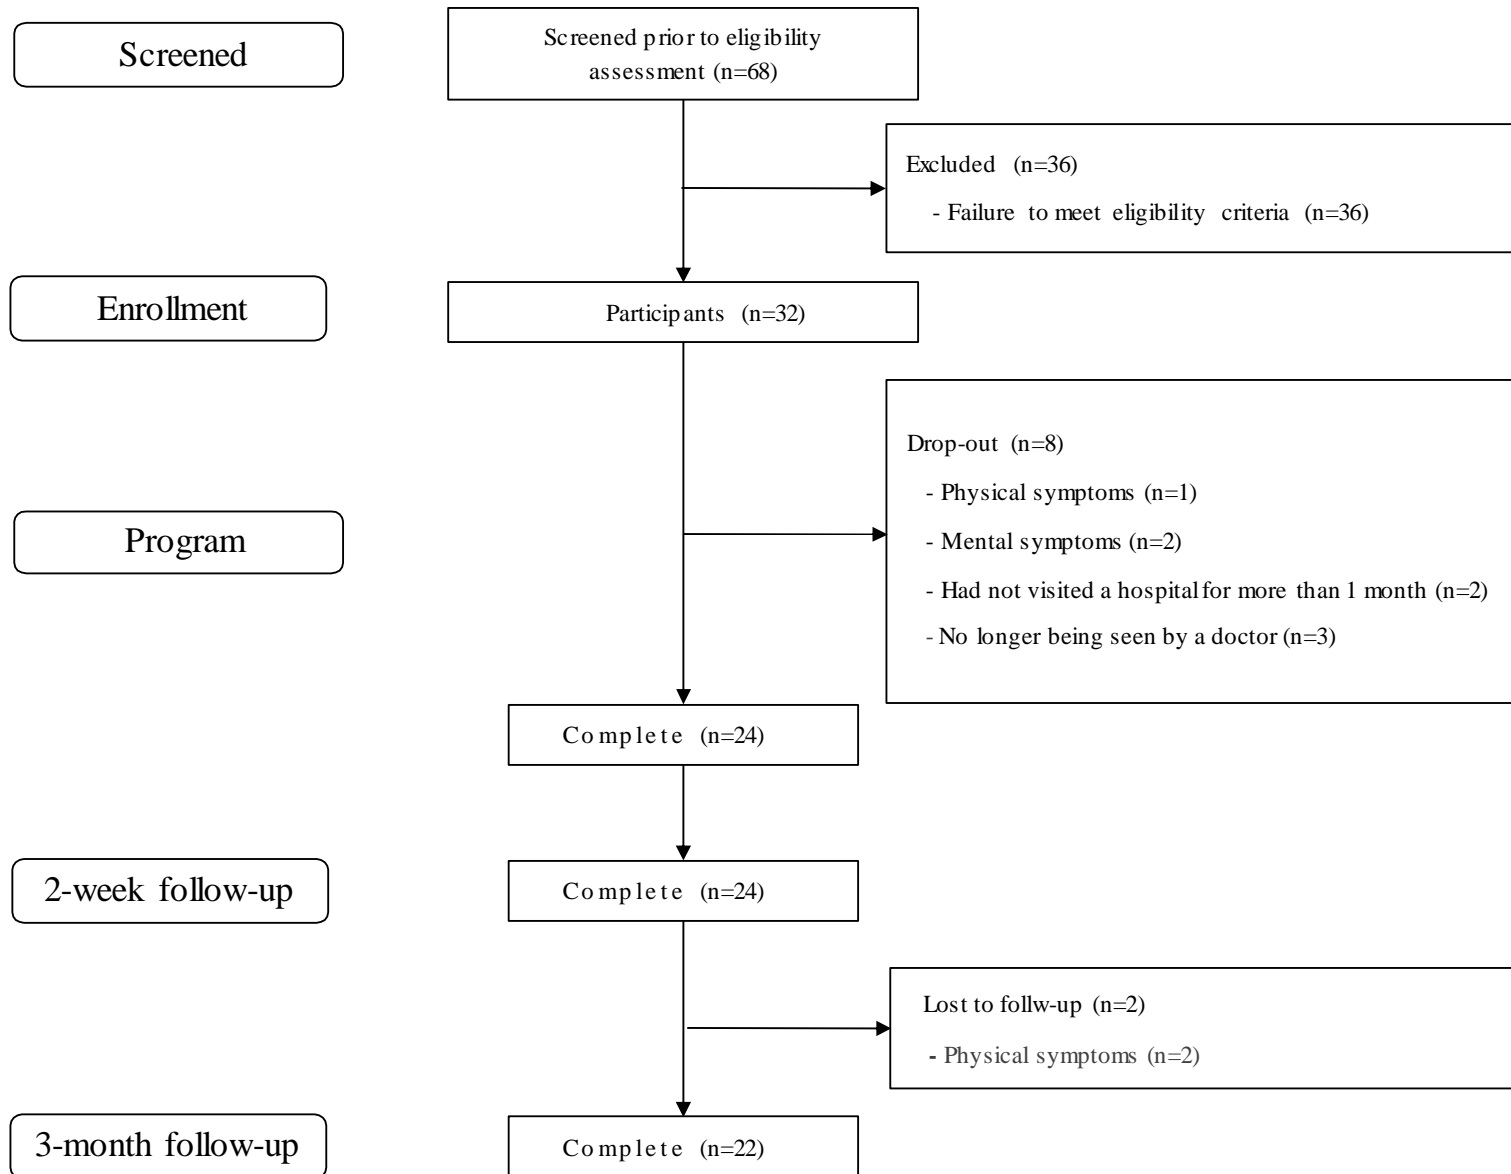 Screened
Screened prior to eligibility
assessment (n=68)
Excluded (n=36)
- Failure to meet eligibility criteria (n=36)
Enrollment
Participants (n=32)
Drop-out (n=8)
- Physical symptoms (n=1)
Program
- Mental symptoms (n=2)
- Had not visited a hospital for more than 1 month (n=2)
- No longer being seen by a doctor (n=3)
Complete (n=24)
2-week follow-up
Complete (n=24)
Lost to follw-up (n=2)
- Physical symptoms (n=2)
3-month follow-up
Complete (n=22)